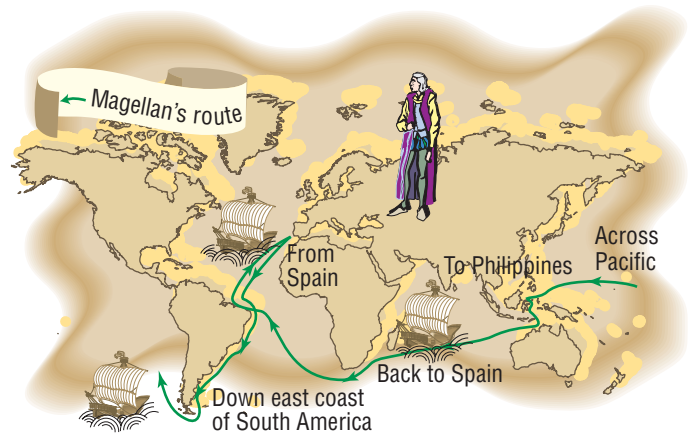 Magellan's route
From
Spain
To Philippines
Across
Pacific
Back to Spain
Down east coast
of South America